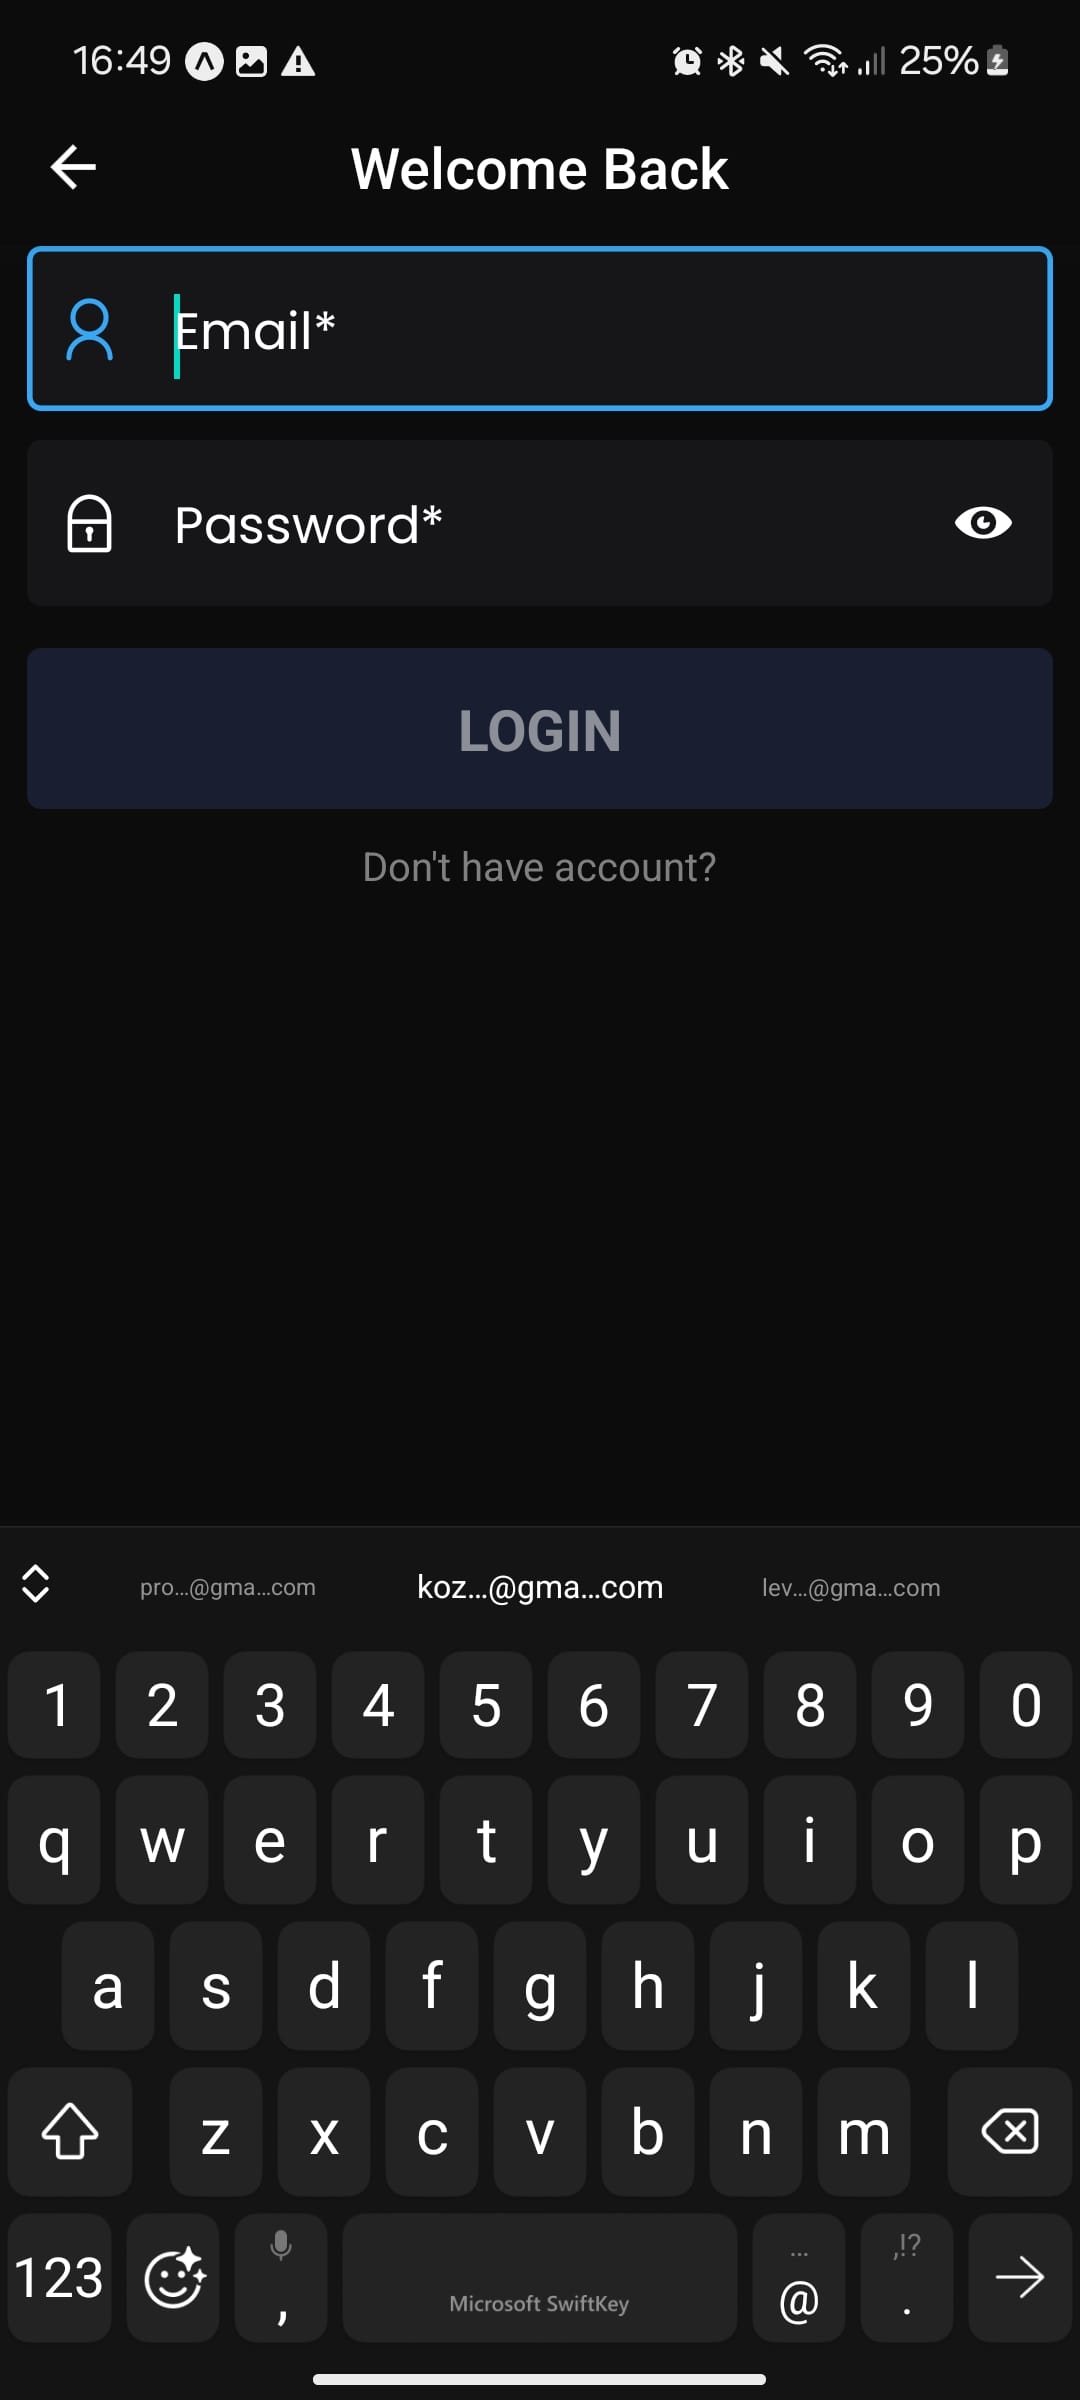 16:49 25%
Welcome Back
Email*
Password*
LOGIN
Don't have account?
pro...@gma...com koz...@gma...com lev...@gma...com
1 2 3 4 5 6 7 8 9 0
q w e r t y u i o p
a s d f g h j k l
z x c v b n m
123 , Microsoft SwiftKey ... @ ,!? .